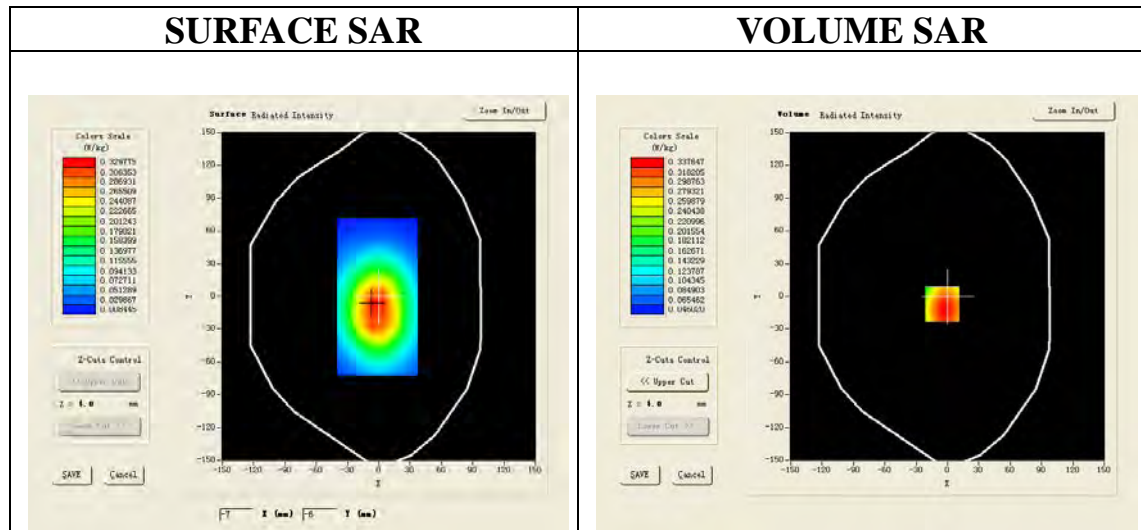 SURFACE SAR
VOLUME SAR
Surface Radiated Intensity
Zoom In/Out
Colors Scale
(W/kg)
0.329775
0.308353
0.286931
0.265509
0.244087
0.222665
0.201243
0.179821
0.158399
0.136977
0.115555
0.094133
0.072711
0.051289
0.029867
0.008445
150
120
90
60
30
0
-30
-60
-90
-120
-150
Y
-150 -120 -90 -60 -30 0 30 60 90 120 150
X
Z-Cuts Control
<< Upper Cut
Z = 4.0 mm
Lower Cut >>
SAVE
Cancel
-7 X (mm) -6 Y (mm)
Volume Radiated Intensity
Zoom In/Out
Colors Scale
(W/kg)
0.337647
0.318205
0.298763
0.279321
0.259879
0.240438
0.220996
0.201554
0.182112
0.162671
0.143229
0.123787
0.104345
0.084903
0.065462
0.046020
150
120
90
60
30
0
-30
-60
-90
-120
-150
Y
-150 -120 -90 -60 -30 0 30 60 90 120 150
X
Z-Cuts Control
<< Upper Cut
Z = 4.0 mm
Lower Cut >>
SAVE
Cancel